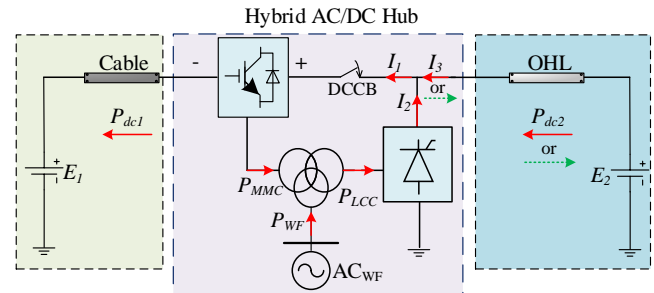 Hybrid AC/DC Hub
Cable
-
+
I1
I3
OHL
DCCB
I2
or
Pdc1
Pdc2
or
E1
PMMC
PLCC
+
E2
+
PWF
ACWF